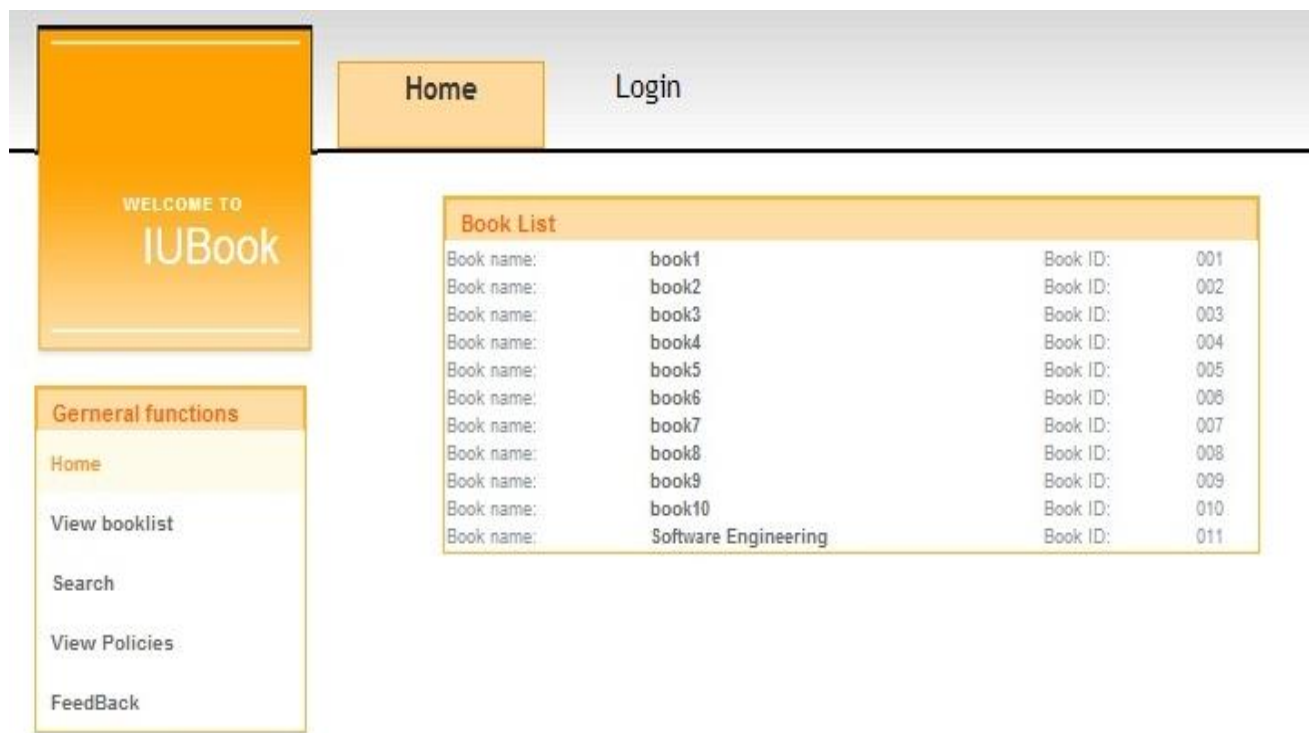 Home Login
WELCOME TO
IUBook
Book List
Book name: book1 Book ID: 001
Book name: book2 Book ID: 002
Book name: book3 Book ID: 003
Book name: book4 Book ID: 004
Book name: book5 Book ID: 005
Book name: book6 Book ID: 006
Book name: book7 Book ID: 007
Book name: book8 Book ID: 008
Book name: book9 Book ID: 009
Book name: book10 Book ID: 010
Book name: Software Engineering Book ID: 011
Gerneral functions
Home
View booklist
Search
View Policies
FeedBack